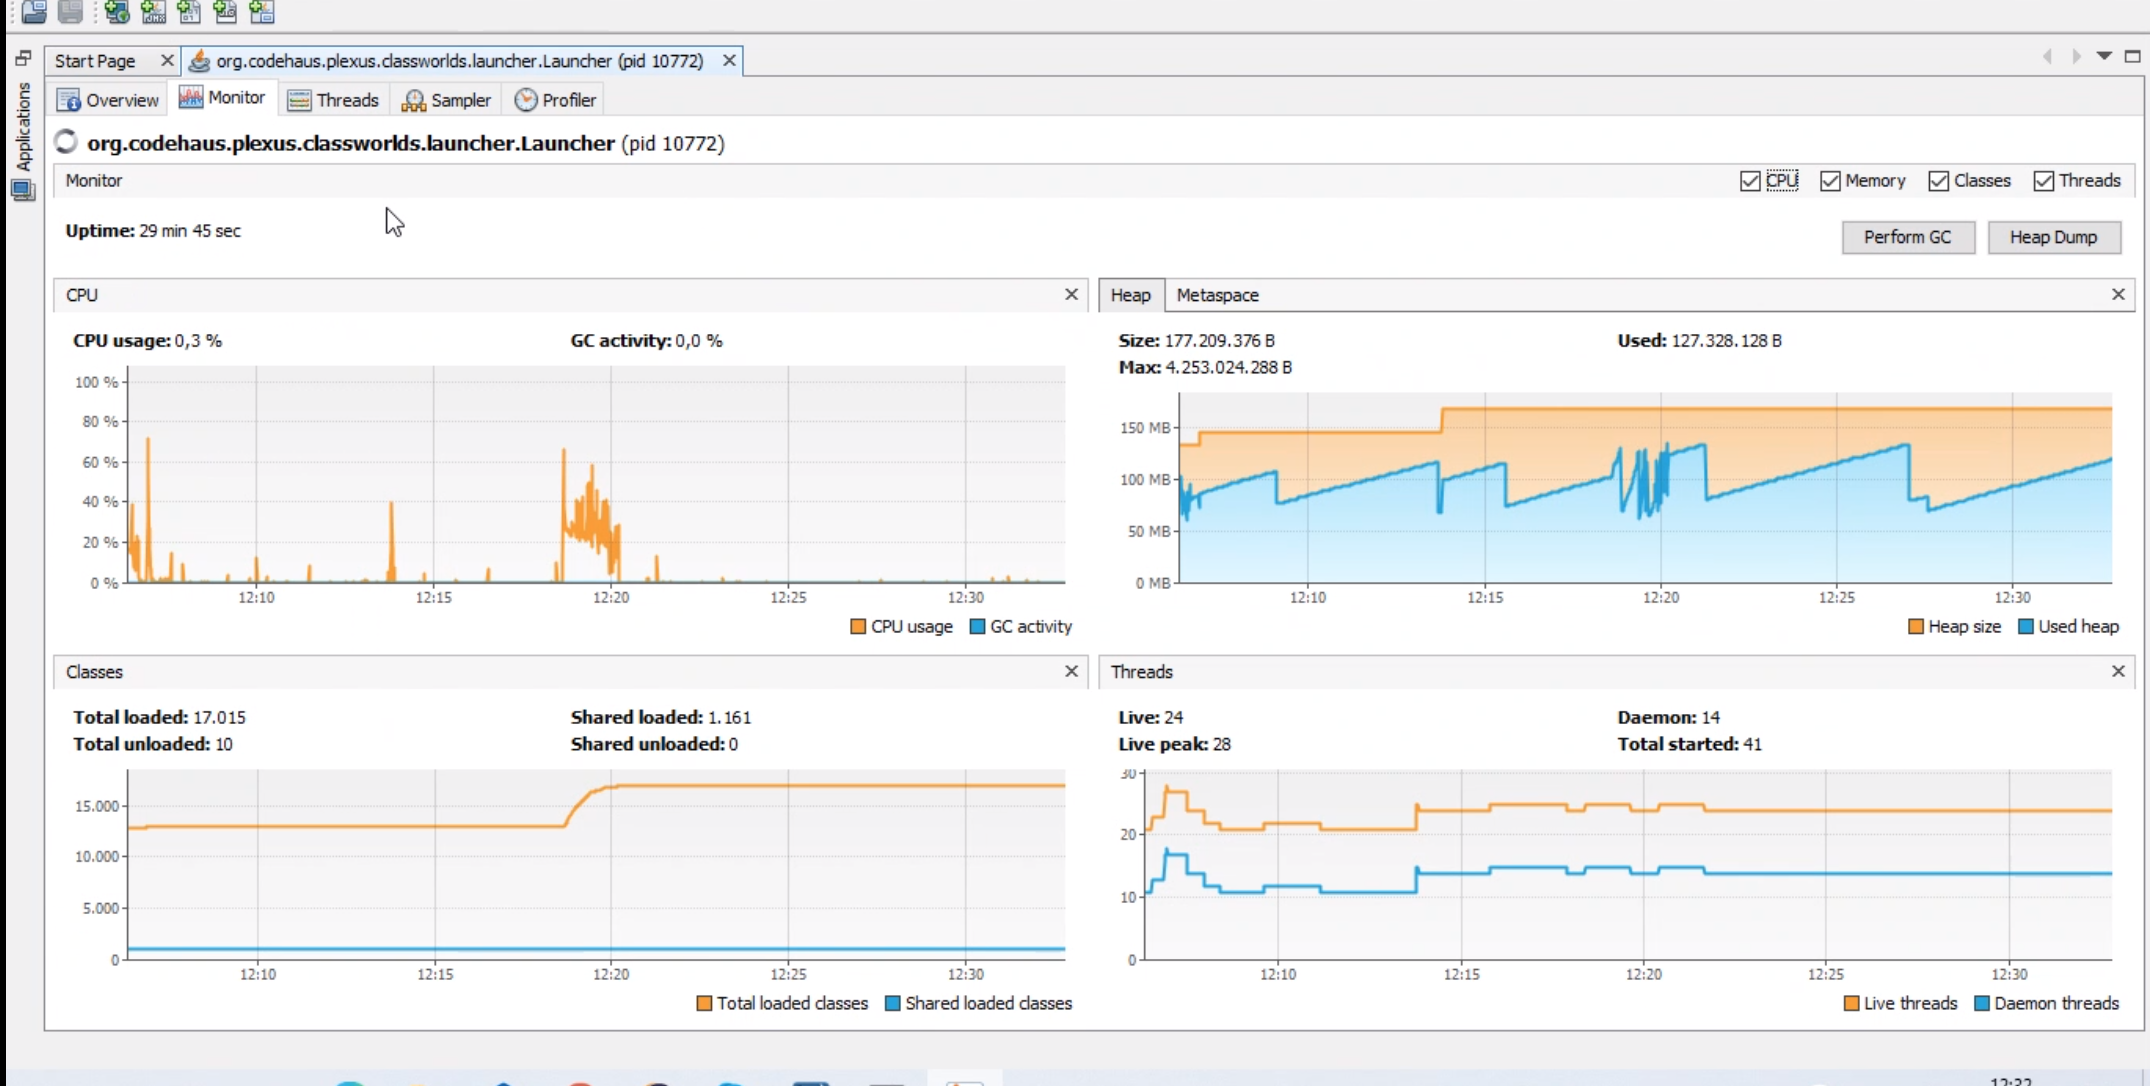 Start Page
org.codehaus.plexus.classworlds.launcher.Launcher (pid 10772)
Applications
Overview Monitor Threads Sampler Profiler
org.codehaus.plexus.classworlds.launcher.Launcher (pid 10772)
Monitor
CPU Memory Classes Threads
Uptime: 29 min 45 sec
Perform GC Heap Dump
CPU
CPU usage: 0,3 % GC activity: 0,0 %
100 %
80 %
60 %
40 %
20 %
0 %
12:10 12:15 12:20 12:25 12:30
CPU usage GC activity
Heap Metaspace
Size: 177.209.376 B Used: 127.328.128 B
Max: 4.253.024.288 B
150 MB
100 MB
50 MB
0 MB
12:10 12:15 12:20 12:25 12:30
Heap size Used heap
Classes
Total loaded: 17.015 Shared loaded: 1.161
Total unloaded: 10 Shared unloaded: 0
15.000
10.000
5.000
0
12:10 12:15 12:20 12:25 12:30
Total loaded classes Shared loaded classes
Threads
Live: 24 Daemon: 14
Live peak: 28 Total started: 41
30
20
10
0
12:10 12:15 12:20 12:25 12:30
Live threads Daemon threads
12:32